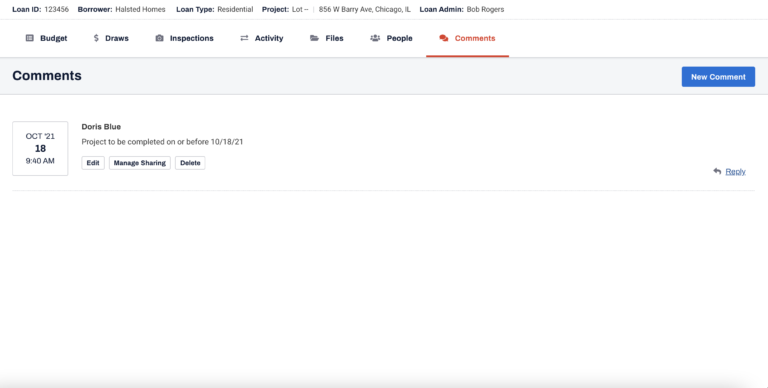 Loan ID: 123456 Borrower: Halsted Homes Loan Type: Residential Project: Lot -- | 856 W Barry Ave, Chicago, IL Loan Admin: Bob Rogers
Budget $ Draws Inspections Activity Files People Comments
Comments
New Comment
OCT '21
18
9:40 AM
Doris Blue
Project to be completed on or before 10/18/21
Edit Manage Sharing Delete
Reply